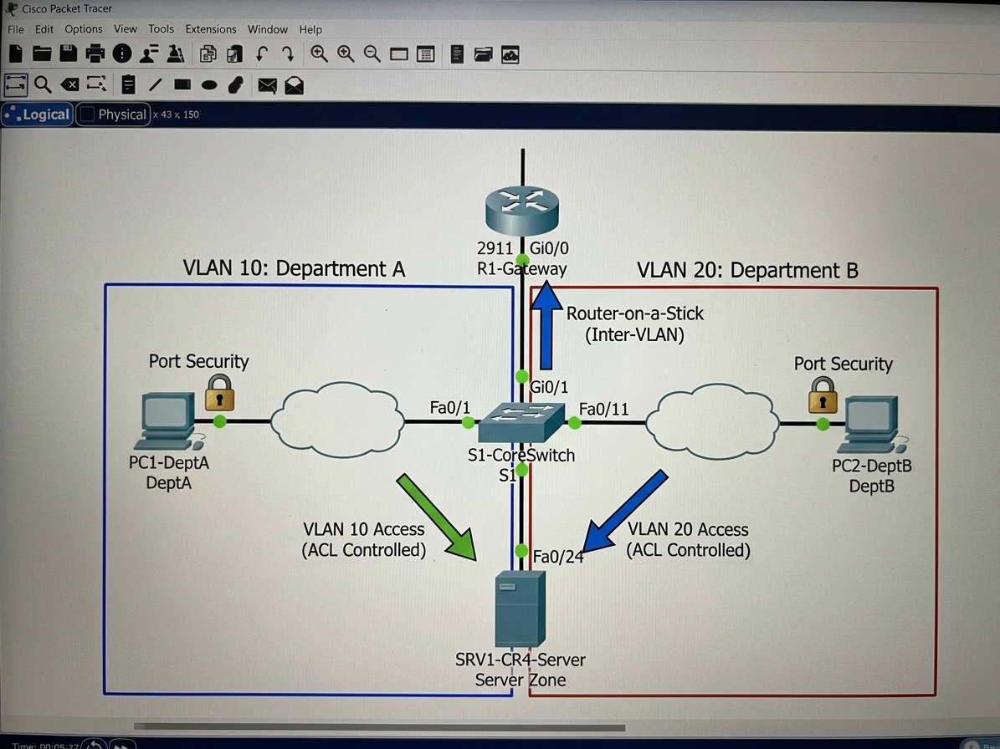 Cisco Packet Tracer
File Edit Options View Tools Extensions Window Help
Logical Physical x 43 x 150
2911 Gi0/0
R1-Gateway
VLAN 10: Department A
VLAN 20: Department B
Router-on-a-Stick
(Inter-VLAN)
Port Security
Port Security
Gi0/1
Fa0/1
Fa0/11
S1-CoreSwitch
S1
PC1-DeptA
DeptA
PC2-DeptB
DeptB
VLAN 10 Access
(ACL Controlled)
VLAN 20 Access
(ACL Controlled)
Fa0/24
SRV1-CR4-Server
Server Zone
Time: